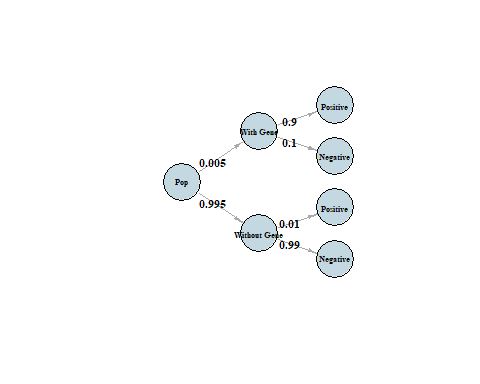 Positive
0.9
With Gene
0.1
Negative
0.005
Pop
0.995
Positive
0.01
Without Gene
0.99
Negative